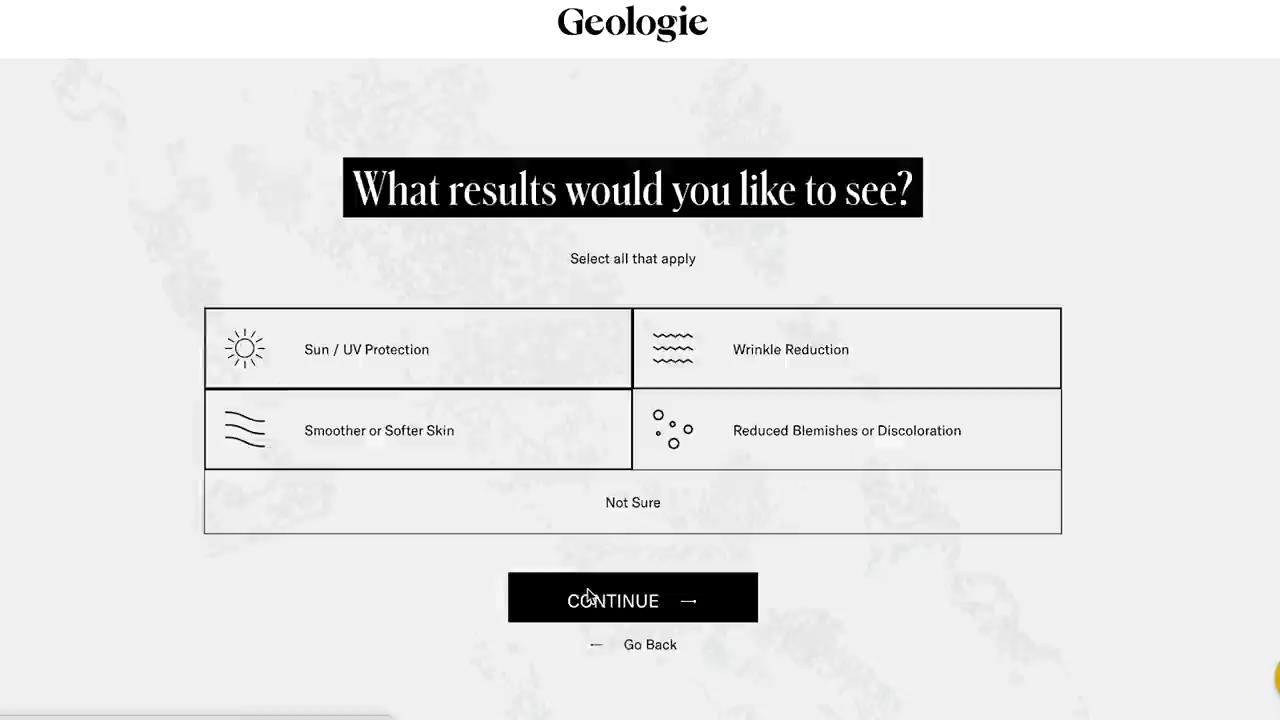 Geologie
What results would you like to see?
Select all that apply
Sun / UV Protection
Wrinkle Reduction
Smoother or Softer Skin
Reduced Blemishes or Discoloration
Not Sure
CONTINUE →
← Go Back